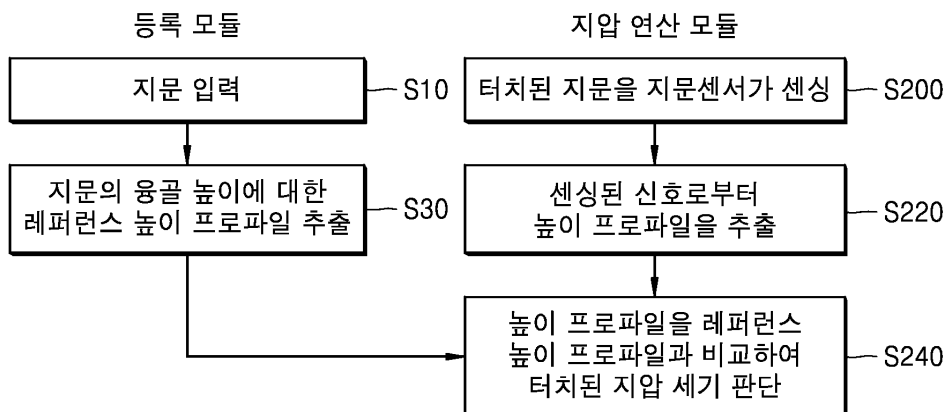 등록 모듈
지문 입력
S10
지문의 융골 높이에 대한
레퍼런스 높이 프로파일 추출
S30
지압 연산 모듈
터치된 지문을 지문센서가 센싱
S200
센싱된 신호로부터
높이 프로파일을 추출
S220
높이 프로파일을 레퍼런스
높이 프로파일과 비교하여
터치된 지압 세기 판단
S240